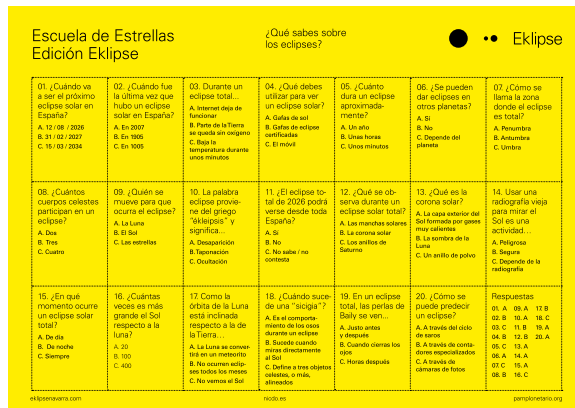 Escuela de Estrellas
Edición Eklipse
¿Qué sabes sobre
los eclipses?
Eklipse
01. ¿Cuándo va
a ser el próximo
eclipse solar en
España?
A. 12 / 08 / 2026
B. 31 / 02 / 2027
C. 15 / 03 / 2034
02. ¿Cuándo fue
la última vez que
hubo un eclipse
solar en España?
A. En 2007
B. En 1905
C. En 1005
03. Durante un
eclipse total...
A. Internet deja de
funcionar
B. Parte de la Tierra
se queda sin oxígeno
C. Baja la
temperatura durante
unos minutos
04. ¿Qué debes
utilizar para ver
un eclipse solar?
A. Gafas de sol
B. Gafas de eclipse
certificadas
C. El móvil
05. ¿Cuánto
dura un eclipse
aproximada-
mente?
A. Un año
B. Unas horas
C. Unos minutos
06. ¿Se pueden
dar eclipses en
otros planetas?
A. Sí
B. No
C. Depende del
planeta
07. ¿Cómo se
llama la zona
donde el eclipse
es total?
A. Penumbra
B. Antumbra
C. Umbra
08. ¿Cuántos
cuerpos celestes
participan en un
eclipse?
A. Dos
B. Tres
C. Cuatro
09. ¿Quién se
mueve para que
ocurra el eclipse?
A. La Luna
B. El Sol
C. Las estrellas
10. La palabra
eclipse provie-
ne del griego
“ékleipsis” y
significa...
A. Desaparición
B.Taponación
C. Ocultación
11. ¿El eclipse to-
tal de 2026 podrá
verse desde toda
España?
A. Sí
B. No
C. No sabe / no
contesta
12. ¿Qué se ob-
serva durante un
eclipse solar total?
A. Las manchas solares
B. La corona solar
C. Los anillos de
Saturno
13. ¿Qué es la
corona solar?
A. La capa exterior del
Sol formada por gases
muy calientes
B. La sombra de la
Luna
C. Un anillo de polvo
14. Usar una
radiografía vieja
para mirar el
Sol es una
actividad...
A. Peligrosa
B. Segura
C. Depende de la
radiografía
15. ¿En qué
momento ocurre
un eclipse solar
total?
A. De día
B. De noche
C. Siempre
16. ¿Cuántas
veces es más
grande el Sol
respecto a la
luna?
A. 20
B. 100
C. 400
17. Como la
órbita de la Luna
está inclinada
respecto a la de
la Tierra...
A. La Luna se conver-
tirá en un meteorito
B. No ocurren eclip-
ses todos los meses
C. No vemos el Sol
18. ¿Cuándo suce-
de una “sicigia”?
A. Es el comporta-
miento de los osos
durante un eclipse
B. Sucede cuando
miras directamente
al Sol
C. Define a tres objetos
celestes, o más,
alineados
19. En un eclipse
total, las perlas de
Baily se ven...
A. Justo antes
y después
B. Cuando cierras los
ojos
C. Horas después
20. ¿Cómo se
puede predecir
un eclipse?
A. A través del ciclo
de saros
B. A través de conta-
dores especializados
C. A través de
cámaras de fotos
Respuestas
01. A 09. A 17. B
02. B 10. A 18. C
03. C 11. B 19. A
04. B 12. B 20. A
05. C 13. A
06. A 14. A
07. C 15. A
08. B 16. C
eklipsenavarra.com
nicdo.es
pamplonetario.org